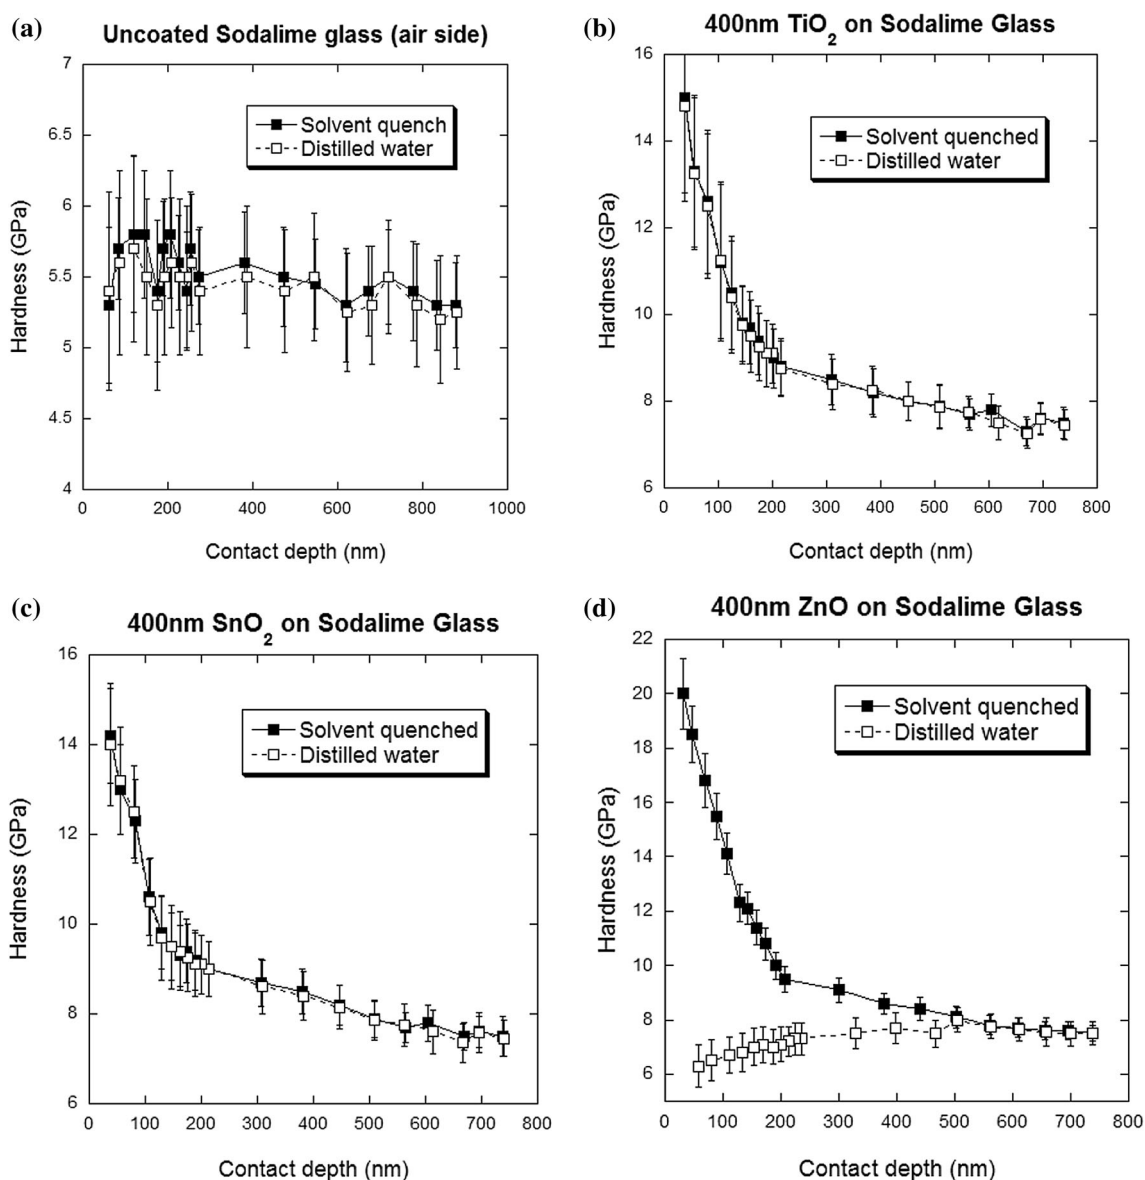 (a)
Uncoated Sodalime glass (air side)
7
6.5
6
5.5
5
4.5
4
Hardness (GPa)
Solvent quench
Distilled water
0 200 400 600 800 1000
Contact depth (nm)
(b)
400nm TiO₂ on Sodalime Glass
16
14
12
10
8
6
Hardness (GPa)
Solvent quenched
Distilled water
0 100 200 300 400 500 600 700 800
Contact depth (nm)
(c)
400nm SnO₂ on Sodalime Glass
16
14
12
10
8
6
Hardness (GPa)
Solvent quenched
Distilled water
0 100 200 300 400 500 600 700 800
Contact depth (nm)
(d)
400nm ZnO on Sodalime Glass
22
20
18
16
14
12
10
8
6
Hardness (GPa)
Solvent quenched
Distilled water
0 100 200 300 400 500 600 700 800
Contact depth (nm)